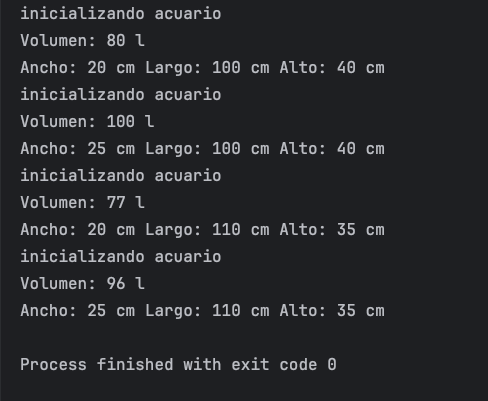 inicializando acuario
Volumen: 80 l
Ancho: 20 cm Largo: 100 cm Alto: 40 cm
inicializando acuario
Volumen: 100 l
Ancho: 25 cm Largo: 100 cm Alto: 40 cm
inicializando acuario
Volumen: 77 l
Ancho: 20 cm Largo: 110 cm Alto: 35 cm
inicializando acuario
Volumen: 96 l
Ancho: 25 cm Largo: 110 cm Alto: 35 cm
Process finished with exit code 0